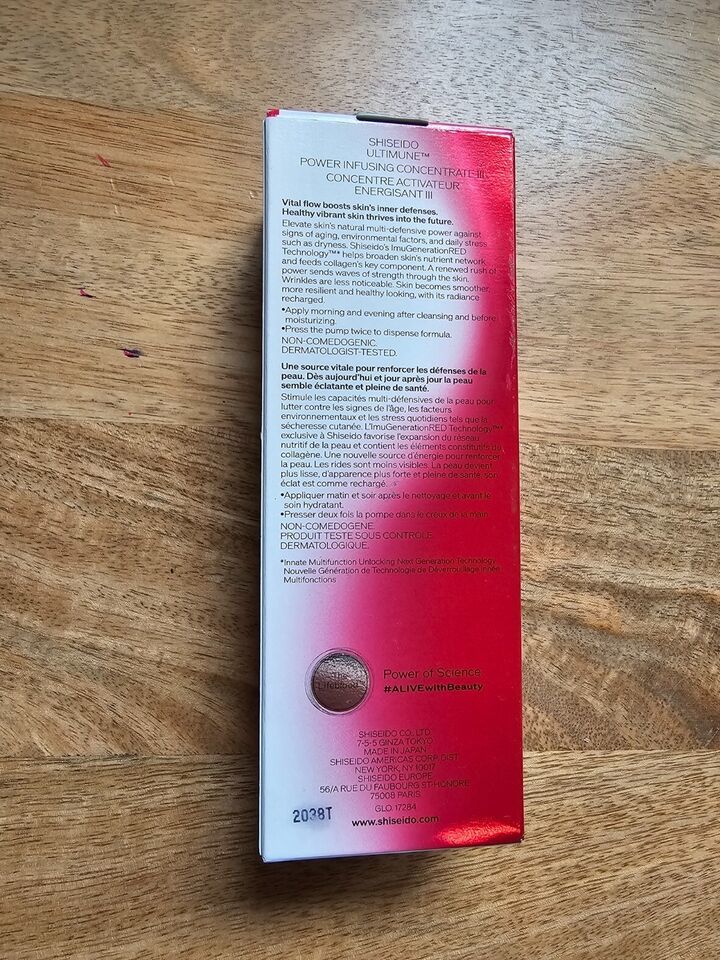 SHISEIDO
ULTIMUNE™
POWER INFUSING CONCENTRATE III
CONCENTRÉ ACTIVATEUR
ENERGISANT III
Vital flow boosts skin's inner defenses.
Healthy vibrant skin thrives into the future.
Elevate skin's natural multi-defensive power against
signs of aging, environmental factors, and daily stress
such as dryness. Shiseido's ImuGenerationRED
Technology™* helps broaden skin's nutrient network
and feeds collagen's key component. A renewed rush of
power sends waves of strength through the skin.
Wrinkles are less noticeable. Skin becomes smoother,
more resilient and healthy looking, with its radiance
recharged.
•Apply morning and evening after cleansing and before
moisturizing.
•Press the pump twice to dispense formula.
NON-COMEDOGENIC.
DERMATOLOGIST-TESTED.
Une source vitale pour renforcer les défenses de la
peau. Dès aujourd'hui et jour après jour la peau
semble éclatante et pleine de santé.
Stimule les capacités multi-défensives de la peau pour
lutter contre les signes de l'âge, les facteurs
environnementaux et les stress quotidiens tels que la
sécheresse cutanée. L'ImuGenerationRED Technology™*
exclusive à Shiseido favorise l'expansion du réseau
nutritif de la peau et contient les éléments constitutifs du
collagène. Une nouvelle source d'énergie pour renforcer
la peau. Les rides sont moins visibles. La peau devient
plus lisse, d'apparence plus forte et pleine de santé, son
éclat est comme rechargé.
•Appliquer matin et soir après le nettoyage et avant le
soin hydratant.
•Presser deux fois la pompe dans le creux de la main.
NON-COMEDOGENE.
PRODUIT TESTE SOUS CONTROLE
DERMATOLOGIQUE.
*Innate Multifunction Unlocking Next Generation Technology
Nouvelle Génération de Technologie de Déverrouillage Innée
Multifonctions
The
Lifeblood
Power of Science
#ALIVEwithBeauty
SHISEIDO CO., LTD.
7-5-5 GINZA TOKYO
MADE IN JAPAN
SHISEIDO AMERICAS CORP. DIST.
NEW YORK, NY 10017
SHISEIDO EUROPE
56/A RUE DU FAUBOURG ST-HONORÉ
75008 PARIS
GLO. 17284
2038T
www.shiseido.com